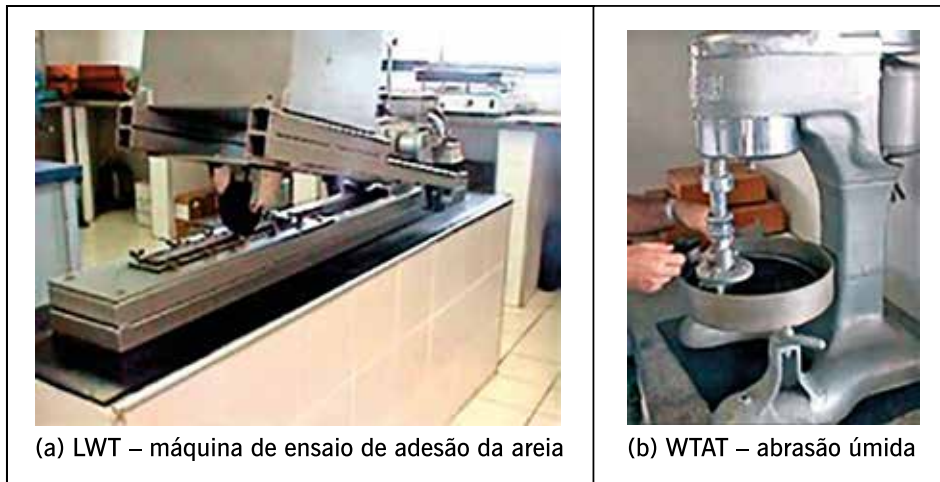 (a) LWT – máquina de ensaio de adesão da areia
(b) WTAT – abrasão úmida